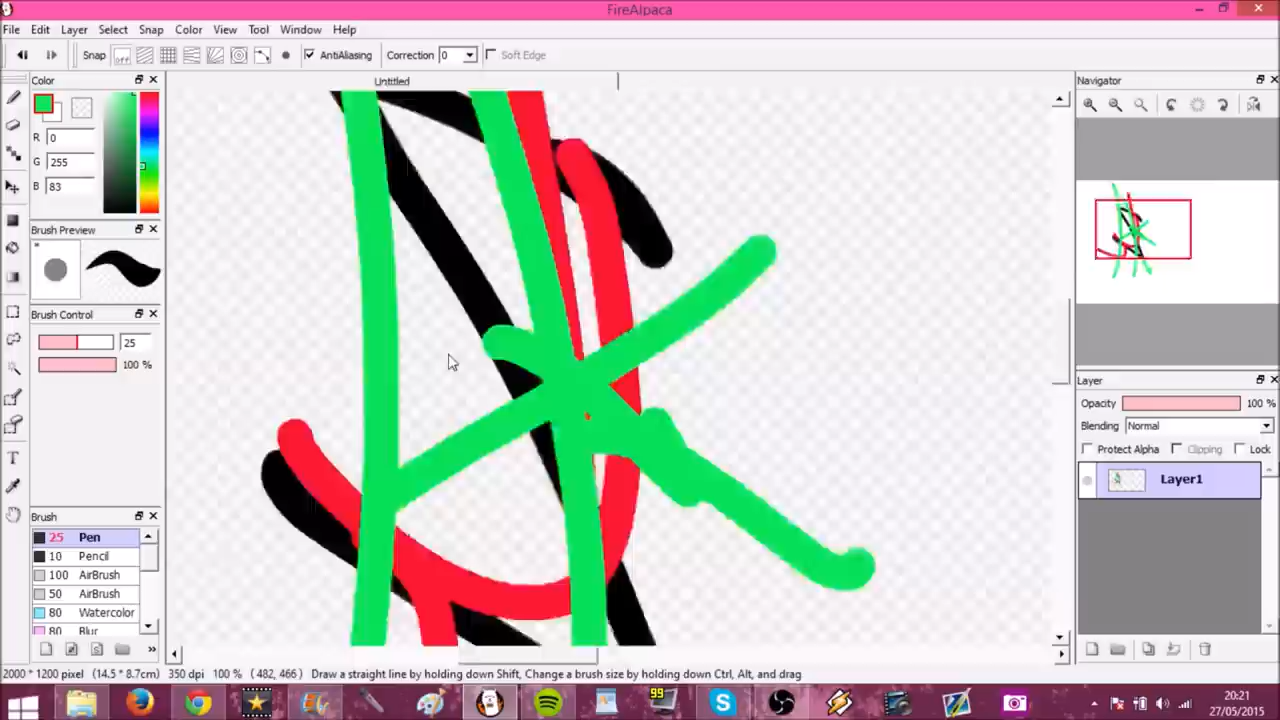 FireAlpaca
File Edit Layer Select Snap Color View Tool Window Help
Snap off AntiAliasing Correction 0 Soft Edge
Color
Untitled
Navigator
R 0
G 255
B 83
Brush Preview
Brush Control
25
100 %
Layer
Opacity 100 %
Blending Normal
Protect Alpha Clipping Lock
Layer1
Brush
25 Pen
10 Pencil
100 AirBrush
50 AirBrush
80 Watercolor
80 Blur
2000 * 1200 pixel (14.5 * 8.7cm) 350 dpi 100 % ( 482, 466 ) Draw a straight line by holding down Shift, Change a brush size by holding down Ctrl, Alt, and drag
99
20:21
27/05/2015